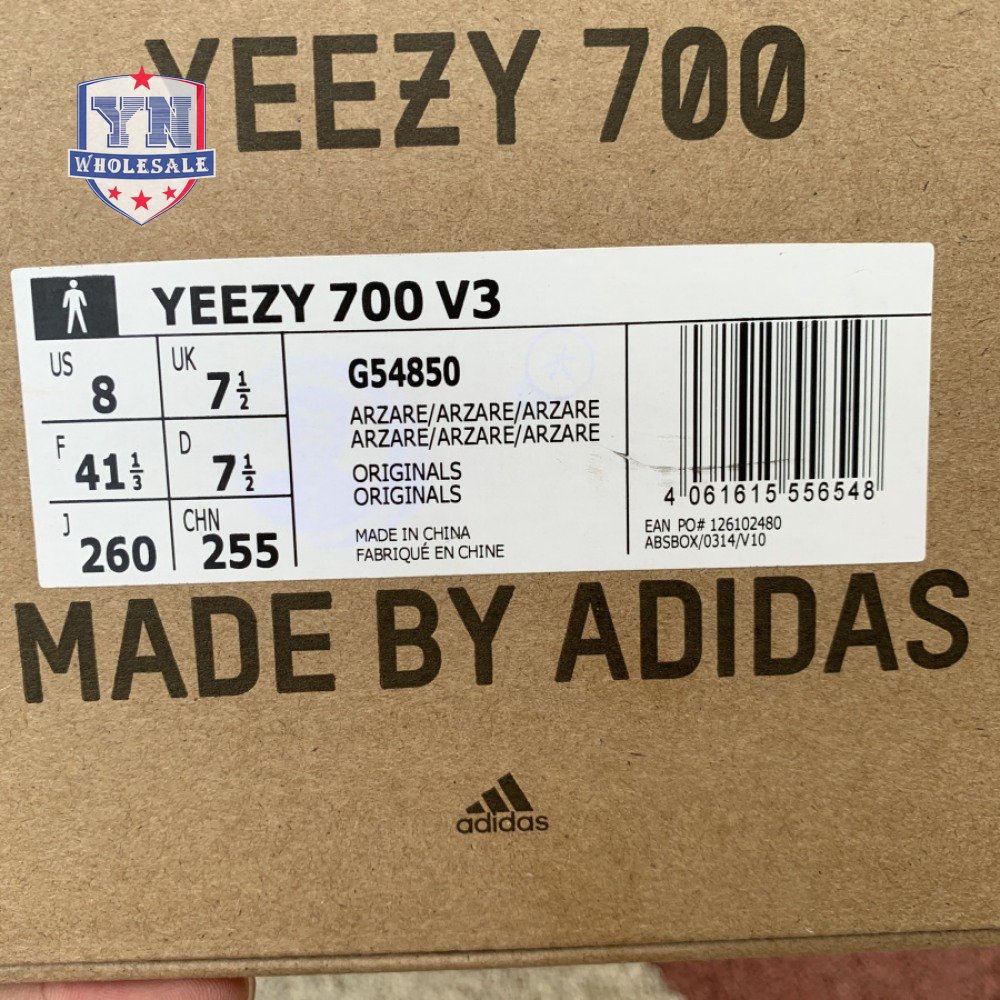 YEEZY 700
YN
WHOLESALE
YEEZY 700 V3
US 8
UK 7 1/2
F 41 1/3
D 7 1/2
J 260
CHN 255
G54850
ARZARE/ARZARE/ARZARE
ARZARE/ARZARE/ARZARE
ORIGINALS
ORIGINALS
MADE IN CHINA
FABRIQUÉ EN CHINE
4 061615 556548
EAN PO# 126102480
ABSBOX/0314/V10
MADE BY ADIDAS
adidas